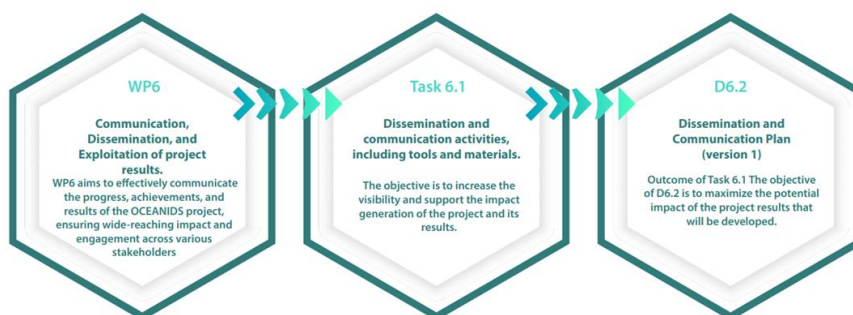 WP6
Communication,
Dissemination, and
Exploitation of project
results.
WP6 aims to effectively communicate
the progress, achievements, and
results of the OCEANIDS project,
ensuring wide-reaching impact and
engagement across various
stakeholders
Task 6.1
Dissemination and
communication activities,
including tools and materials.
The objective is to increase the
visibility and support the impact
generation of the project and its
results.
D6.2
Dissemination and
Communication Plan
(version 1)
Outcome of Task 6.1 The objective
of D6.2 is to maximize the potential
impact of the project results that
will be developed.